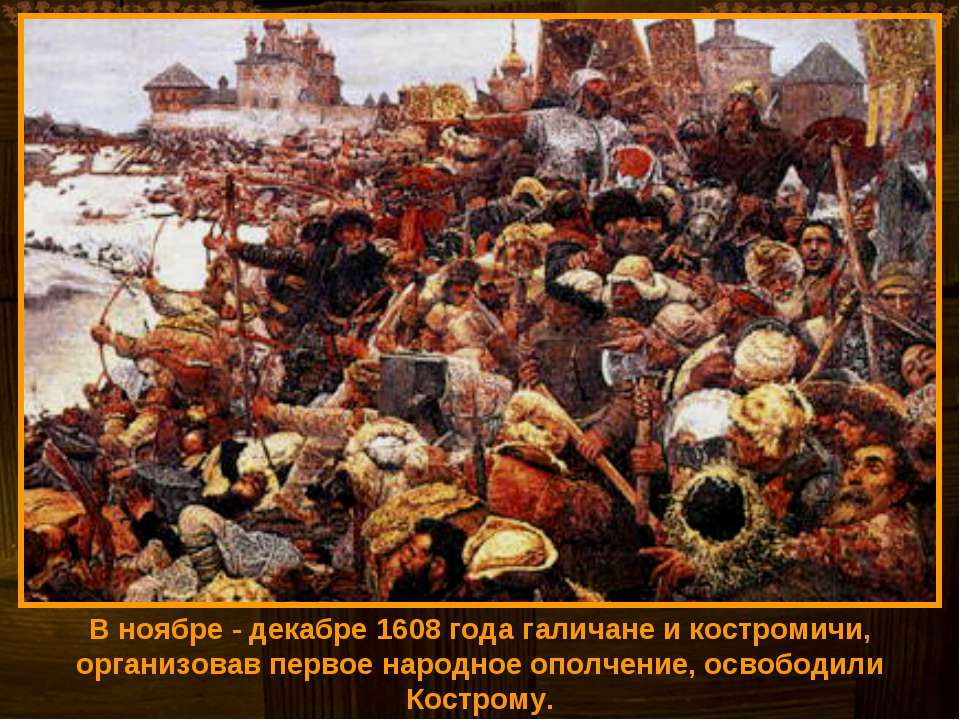 В ноябре - декабре 1608 года галичане и костромичи,
организовав первое народное ополчение, освободили
Кострому.